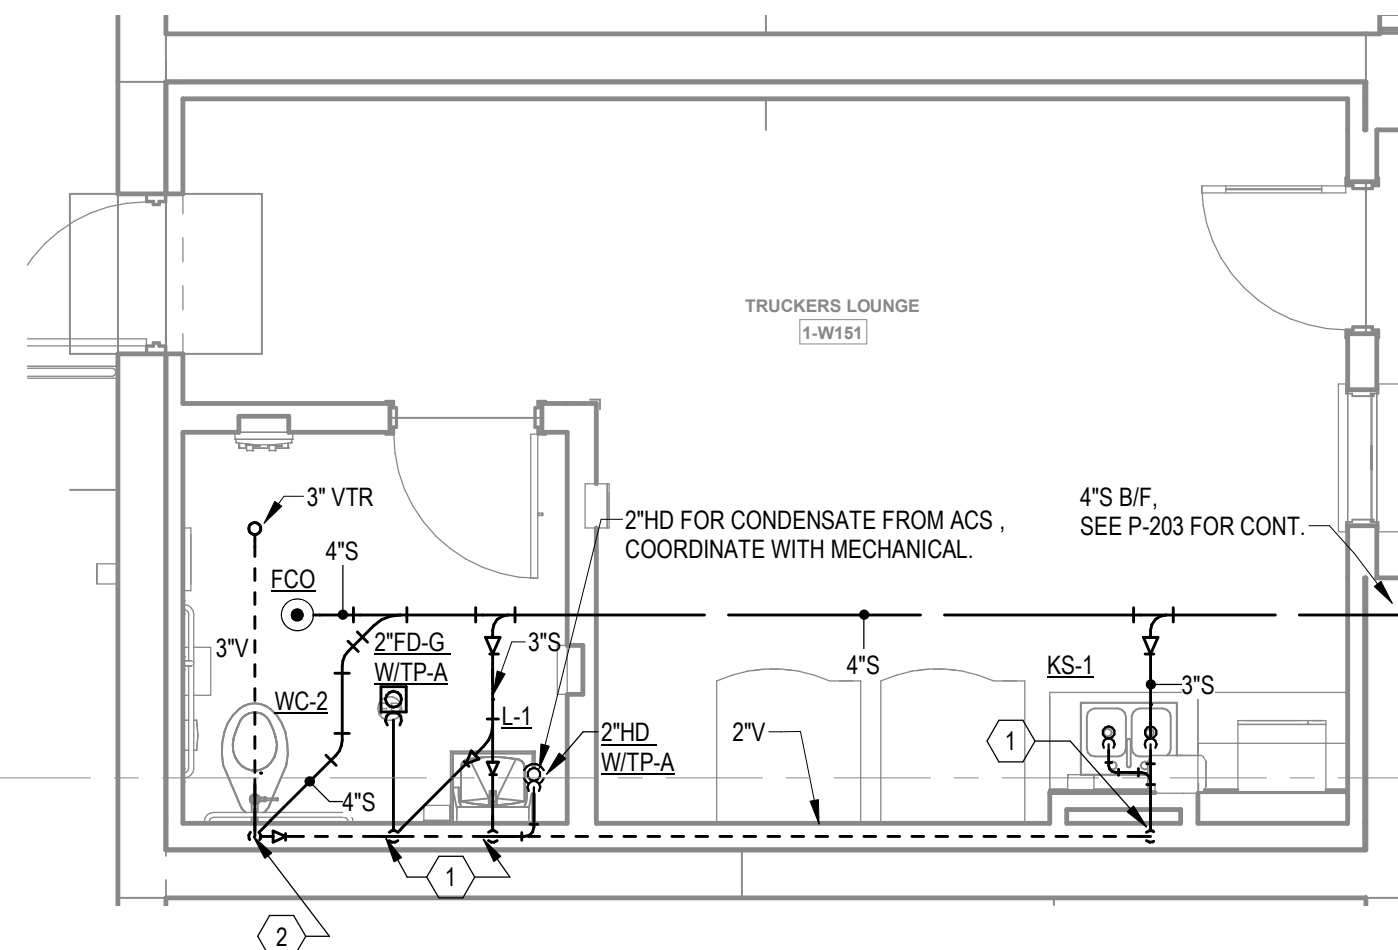 TRUCKERS LOUNGE
1-W151
3" VTR
4"S
FCO
2"HD FOR CONDENSATE FROM ACS ,
COORDINATE WITH MECHANICAL.
4"S B/F,
SEE P-203 FOR CONT.
3"V
2"FD-G
W/TP-A
3"S
4"S
KS-1
3"S
WC-2
L-1
2"HD
W/TP-A
2"V
1
4"S
1
2